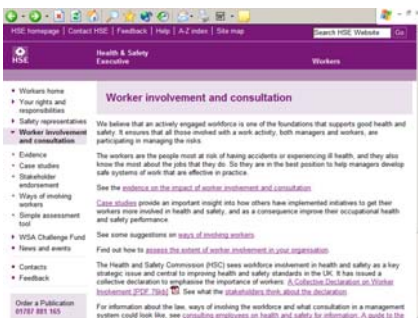 HSE homepage | Contact HSE | Feedback | Help | A-Z index | Site map
Search HSE Website Go
HSE
Health & Safety
Executive
Workers
Workers home
Your rights and
responsibilities
Safety representatives
Worker involvement
and consultation
Evidence
Case studies
Stakeholder
endorsement
Ways of involving
workers
Simple assessment
tool
WSA Challenge Fund
News and events
Contacts
Feedback
Order a Publication
01787 881 165
Worker involvement and consultation
We believe that an actively engaged workforce is one of the foundations that supports good health and
safety. It ensures that all those involved with a work activity, both managers and workers, are
participating in managing the risks.
The workers are the people most at risk of having accidents or experiencing ill health, and they also
know the most about the jobs that they do. So they are in the best position to help managers develop
safe systems of work that are effective in practice.
See the evidence on the impact of worker involvement and consultation.
Case studies provide an important insight into how others have implemented initiatives to get their
workers more involved in health and safety, and as a consequence improve their occupational health
and safety performance.
See some suggestions on ways of involving workers.
Find out how to assess the extent of worker involvement in your organisation.
The Health and Safety Commission (HSC) sees workforce involvement in health and safety as a key
strategic issue and central to improving health and safety standards in the UK. It has issued a
collective declaration to emphasise the importance of workers. A Collective Declaration on Worker
Involvement [PDF 76kb]. See what the stakeholders think about the declaration.
For information about the law, ways of involving the workforce and what consultation in a management
system could look like, see consulting employees on health and safety for information. A guide to the